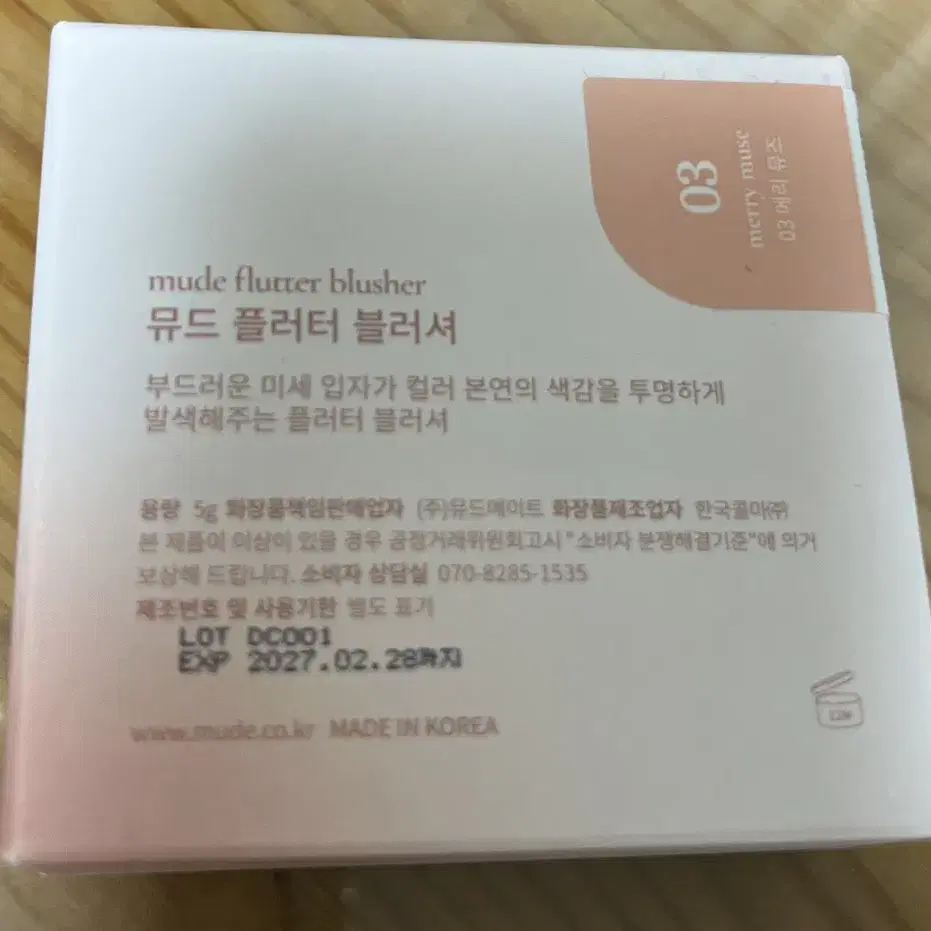 03
merry muse
03 메리 뮤즈
mude flutter blusher
뮤드 플러터 블러셔
부드러운 미세 입자가 컬러 본연의 색감을 투명하게
발색해주는 플러터 블러셔
용량 5g 화장품책임판매업자 (주)뮤드메이트 화장품제조업자 한국콜마(주)
본 제품에 이상이 있을 경우 공정거래위원회고시 "소비자 분쟁해결기준"에 의거
보상해 드립니다. 소비자 상담실 070-8285-1535
제조번호 및 사용기한 별도 표기
LOT DC001
EXP 2027.02.28까지
www.mude.co.kr MADE IN KOREA
12M